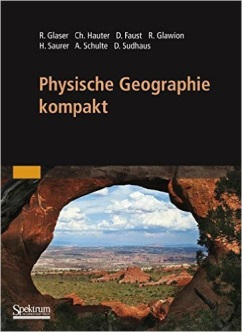 R. Glaser Ch. Hauter D. Faust R. Glawion
H. Saurer A. Schulte D. Sudhaus
Physische Geographie
kompakt
Spektrum